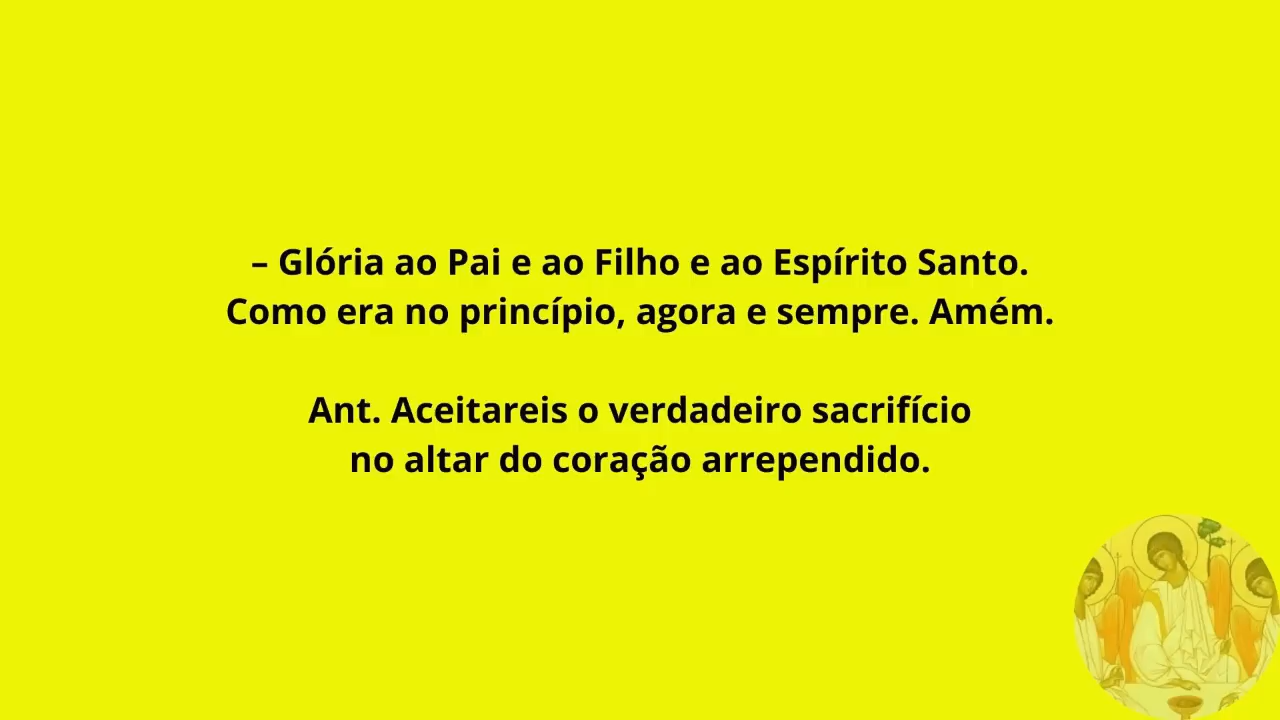 – Glória ao Pai e ao Filho e ao Espírito Santo.
Como era no princípio, agora e sempre. Amém.
Ant. Aceitareis o verdadeiro sacrifício
no altar do coração arrependido.